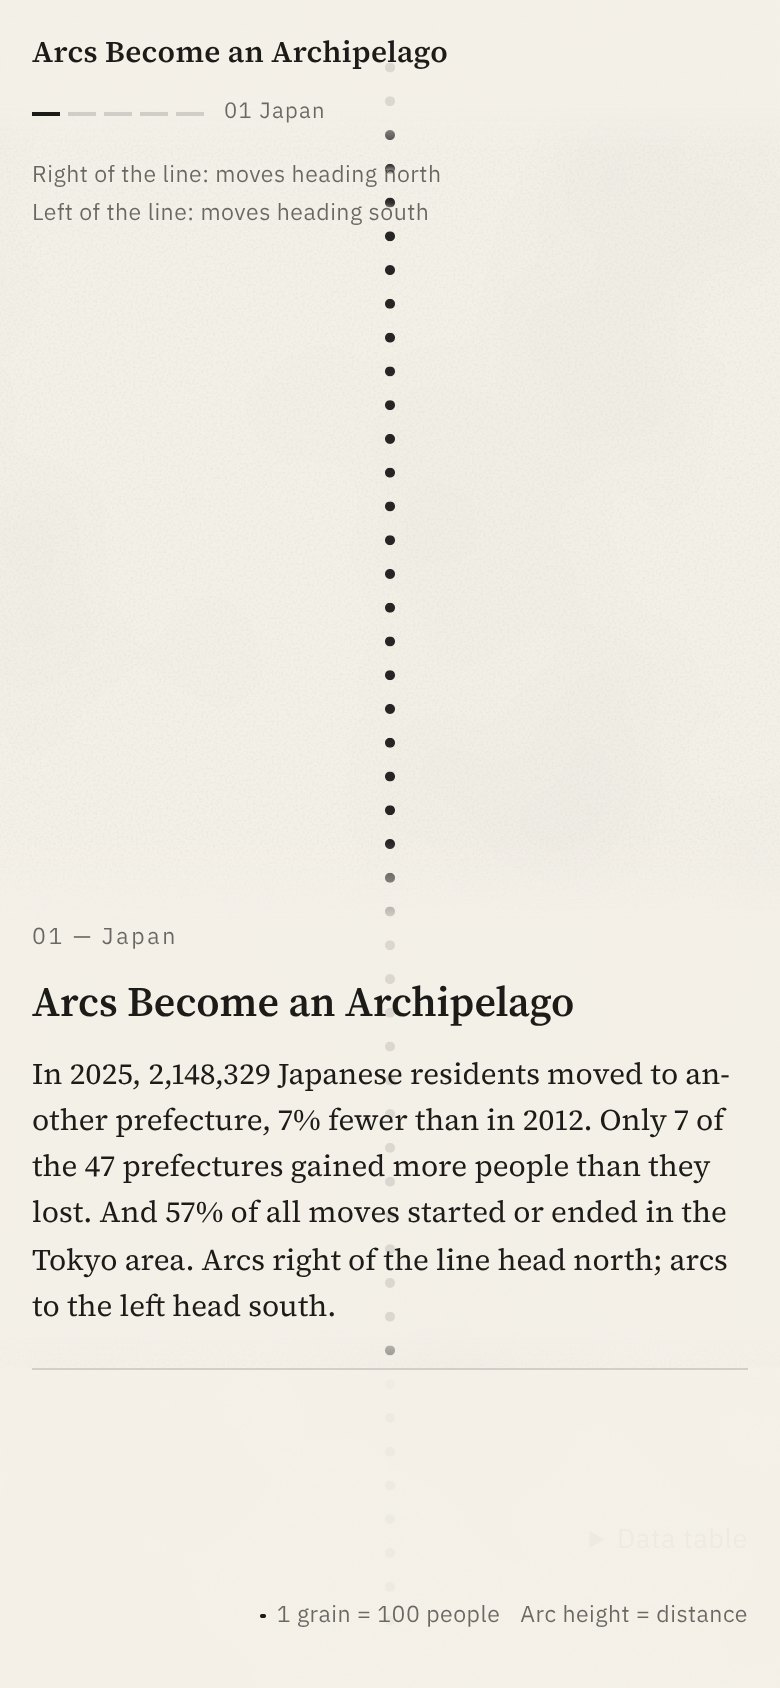 Arcs Become an Archipelago
01 Japan
Right of the line: moves heading north
Left of the line: moves heading south
01 — Japan
Arcs Become an Archipelago
In 2025, 2,148,329 Japanese residents moved to an-
other prefecture, 7% fewer than in 2012. Only 7 of
the 47 prefectures gained more people than they
lost. And 57% of all moves started or ended in the
Tokyo area. Arcs right of the line head north; arcs
to the left head south.
Data table
1 grain = 100 people Arc height = distance